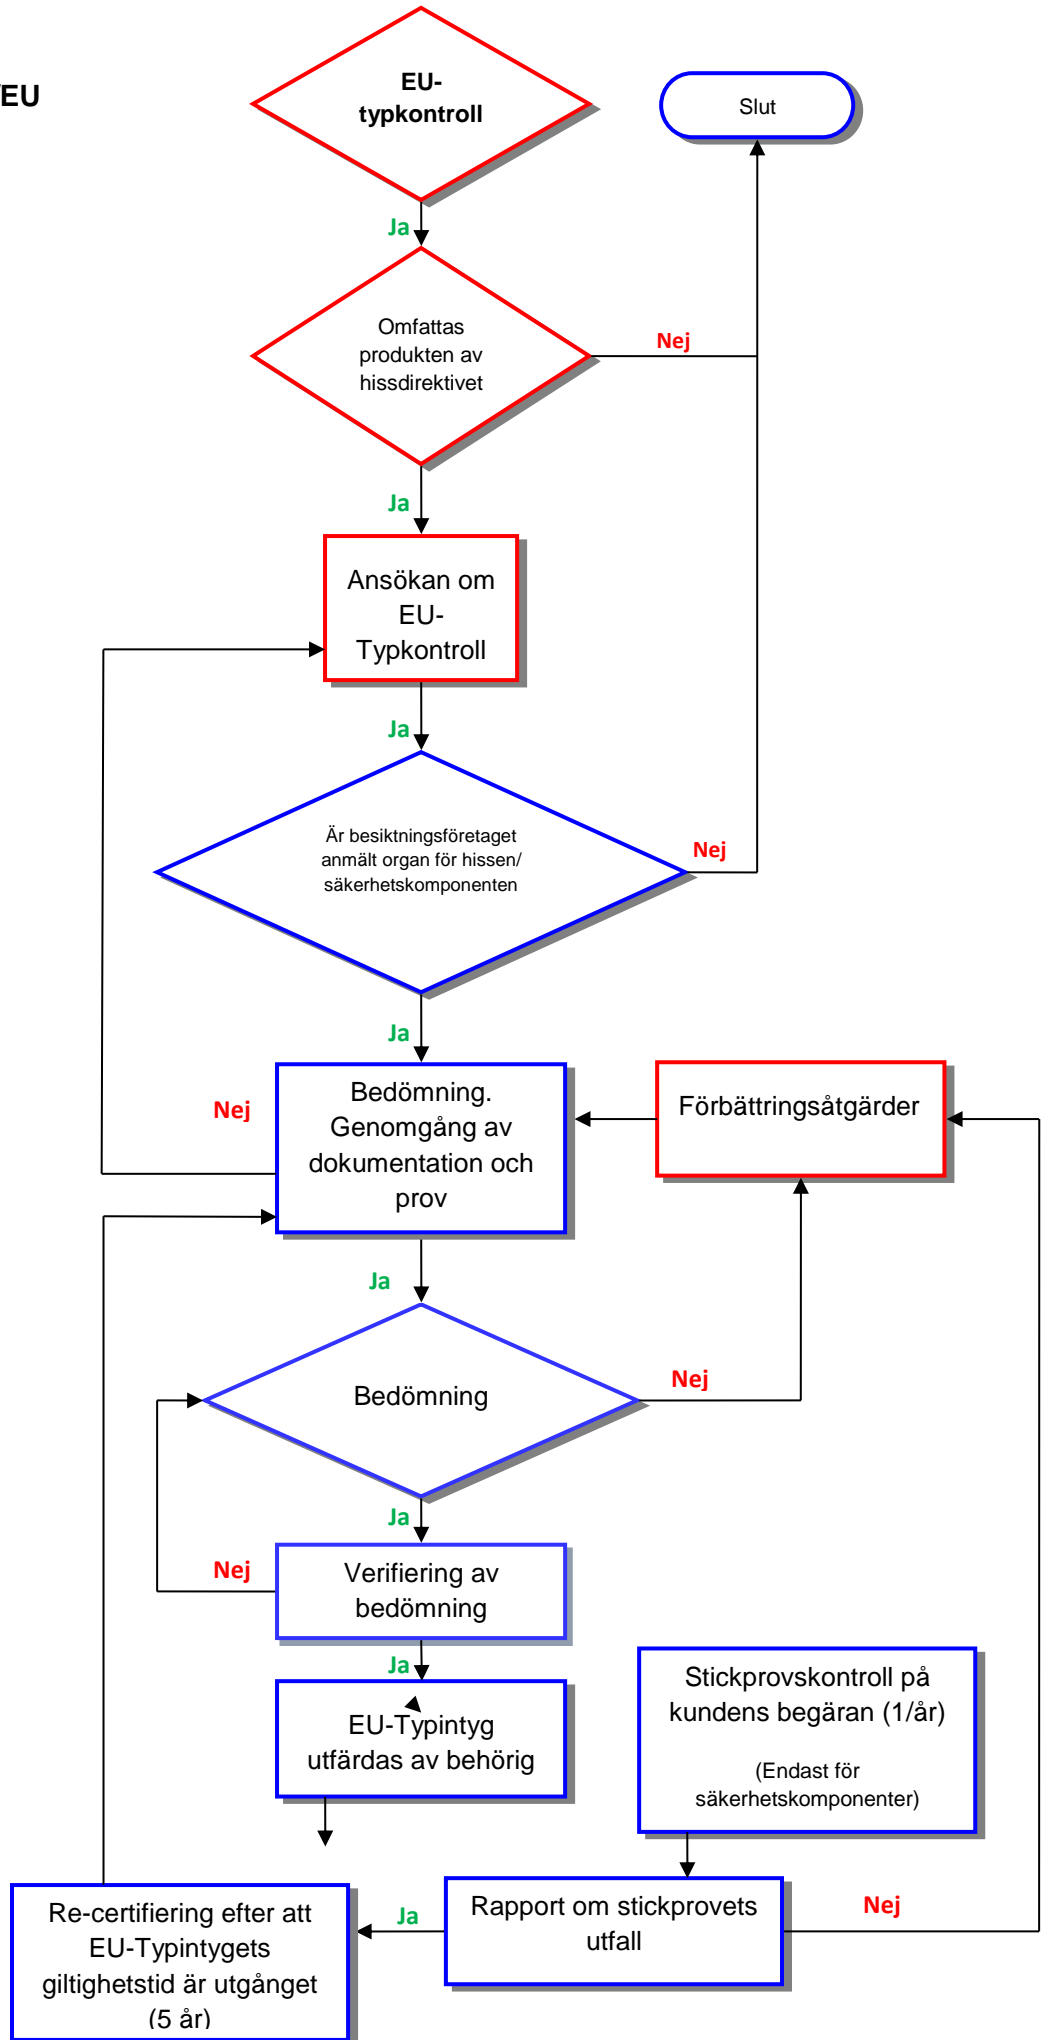 EU
EU-
typkontroll
Slut
Ja
Omfattas
produkten av
hissdirektivet
Nej
Ja
Ansökan om
EU-
Typkontroll
Ja
Är besiktningsföretaget
anmält organ för hissen/
säkerhetskomponenten
Nej
Ja
Nej
Bedömning.
Genomgång av
dokumentation och
prov
Förbättringsåtgärder
Ja
Bedömning
Nej
Ja
Nej
Verifiering av
bedömning
Ja
EU-Typintyg
utfärdas av behörig
Stickprovskontroll på
kundens begäran (1/år)
(Endast för
säkerhetskomponenter)
Re-certifiering efter att
EU-Typintygets
giltighetstid är utgånget
(5 år)
Ja
Rapport om stickprovets
utfall
Nej